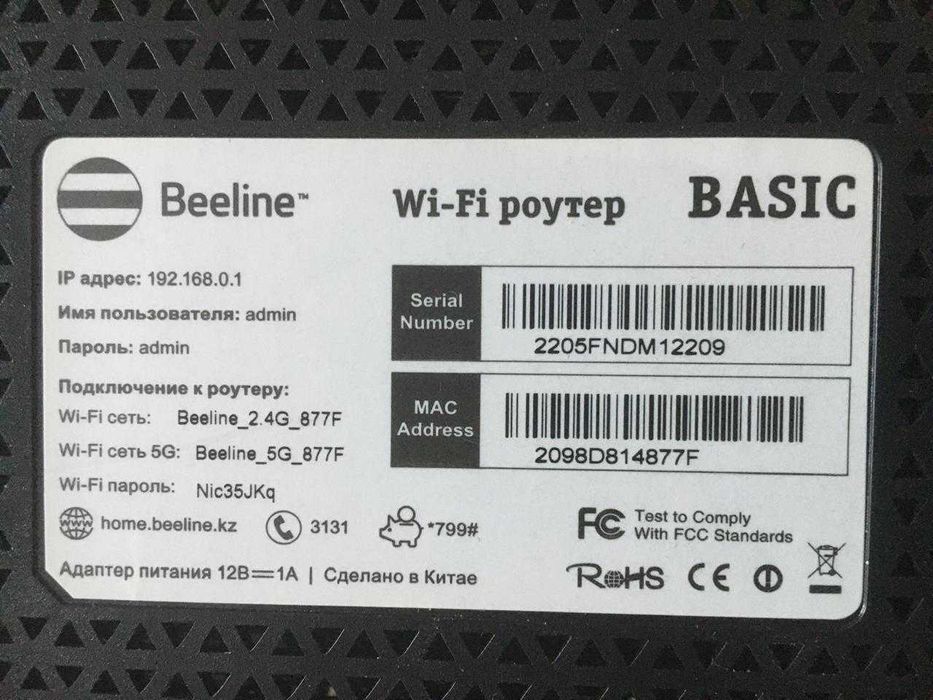 Beeline™
Wi-Fi роутер
BASIC
IP адрес: 192.168.0.1
Имя пользователя: admin
Пароль: admin
Подключение к роутеру:
Wi-Fi сеть: Beeline_2.4G_877F
Wi-Fi сеть 5G: Beeline_5G_877F
Wi-Fi пароль: Nic35JKq
Serial
Number
2205FNDM12209
MAC
Address
2098D814877F
www
home.beeline.kz
3131
*799#
FC
Test to Comply
With FCC Standards
Адаптер питания 12В⎓1А | Сделано в Китае
RoHS
CE